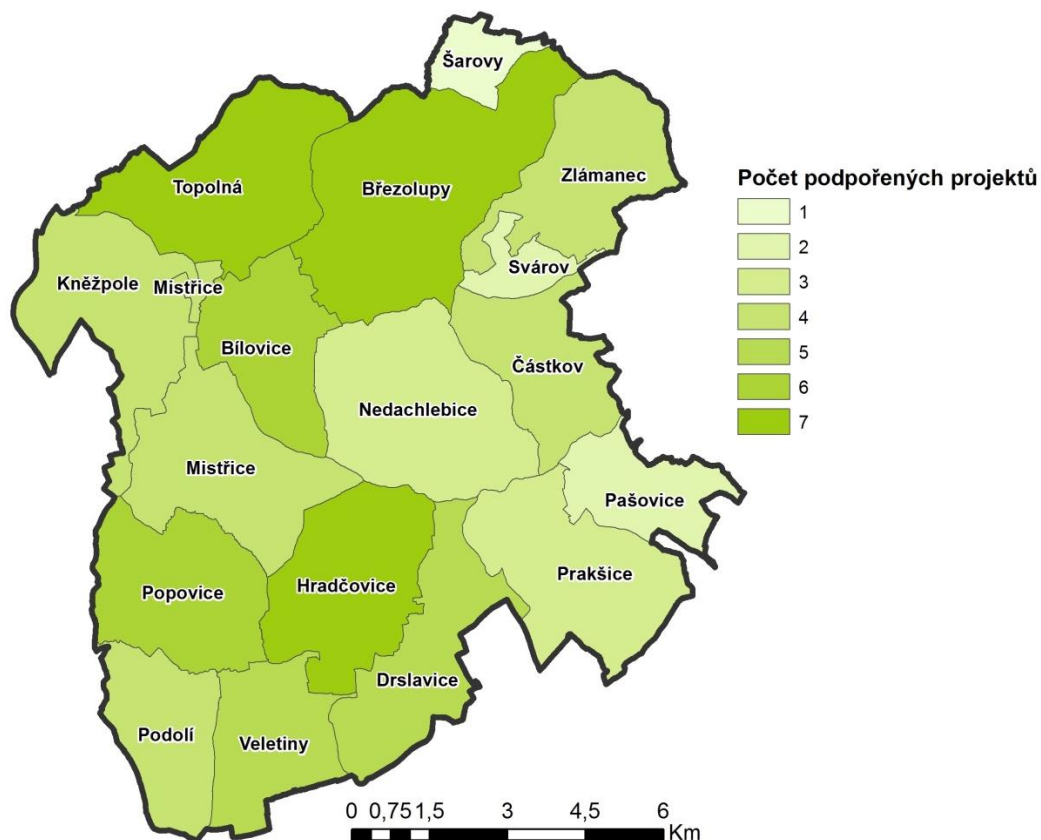 Šarovy
Zlámanec
Topolná
Březolupy
Svárov
Kněžpole
Mistřice
Bílovice
Částkov
Nedachlebice
Mistřice
Pašovice
Prakšice
Hradčovice
Popovice
Drslavice
Podolí
Veletiny
Počet podpořených projektů
1
2
3
4
5
6
7
0 0,75 1,5 3 4,5 6
Km